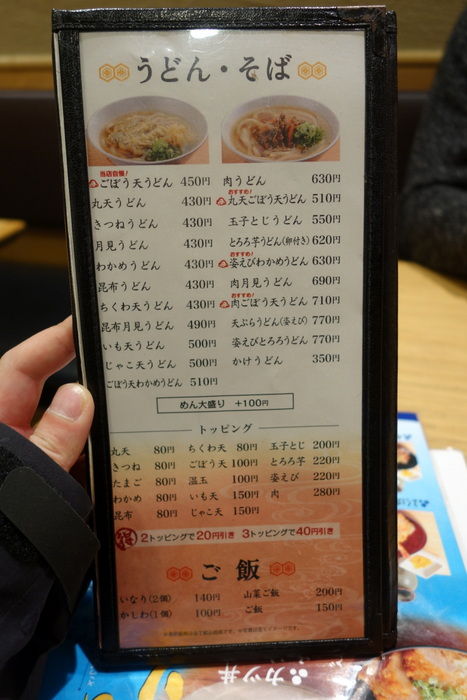 うどん・そば
当店自慢!
ごぼう天うどん 450円
丸天うどん 430円
きつねうどん 430円
月見うどん 430円
わかめうどん 430円
昆布うどん 430円
ちくわ天うどん 430円
昆布月見うどん 490円
いも天うどん 500円
じゃこ天うどん 500円
ごぼう天わかめうどん 510円
肉うどん 630円
おすすめ!
丸天ごぼう天うどん 510円
玉子とじうどん 550円
とろろ芋うどん(卵付き) 620円
おすすめ!
姿えびわかめうどん 630円
肉月見うどん 690円
おすすめ!
肉ごぼう天うどん 710円
天ぷらうどん(姿えび) 770円
姿えびとろろうどん 770円
かけうどん 350円
めん大盛り +100円
トッピング
丸天 80円
きつね 80円
たまご 80円
わかめ 80円
昆布 80円
ちくわ天 80円
ごぼう天 100円
温玉 100円
いも天 150円
じゃこ天 150円
玉子とじ 200円
とろろ芋 220円
姿えび 220円
肉 280円
2トッピングで20円引き 3トッピングで40円引き
ご飯
いなり(2個) 140円
かしわ(1個) 100円
山菜ご飯 200円
ご飯 150円
カツ丼